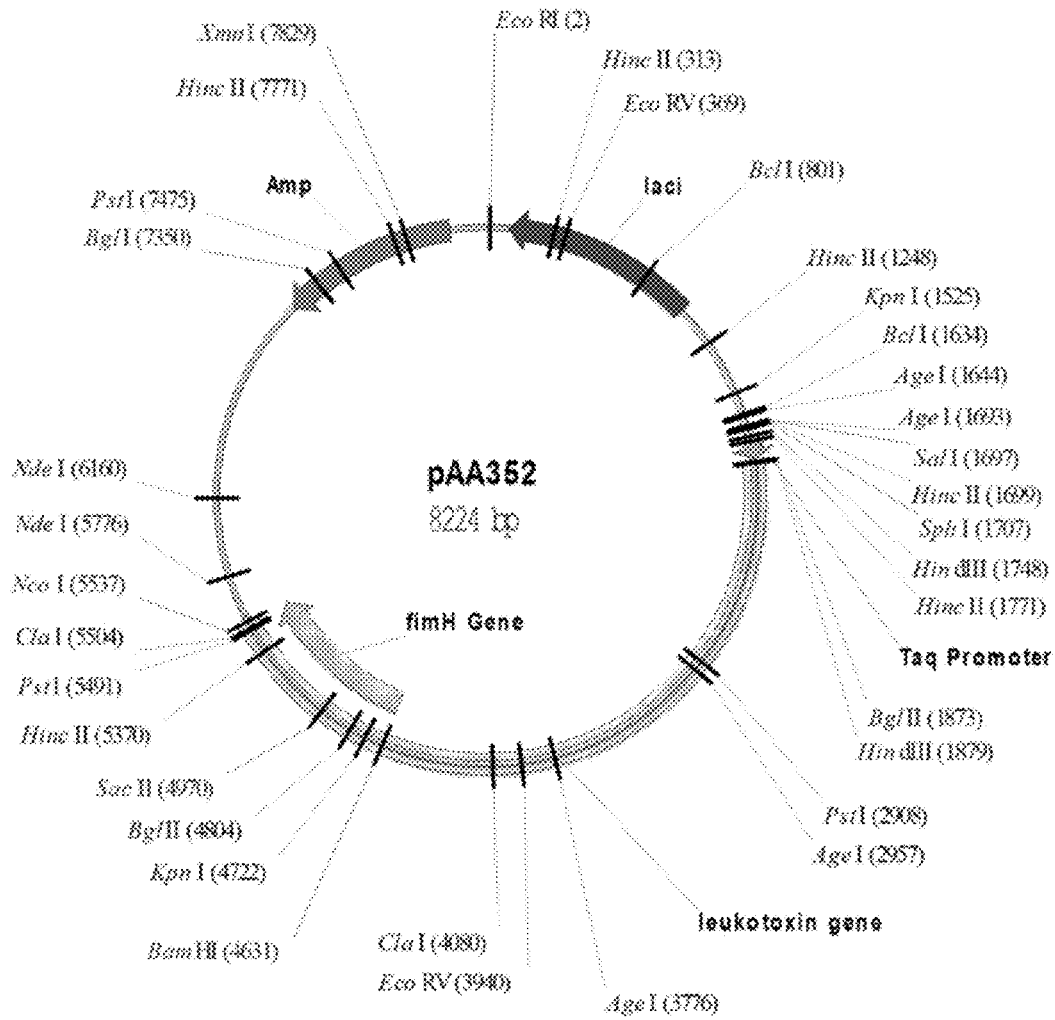 Eco RI (2)
Xmn I (7829)
Hinc II (313)
Hinc II (7771)
Eco RV (369)
Bcl I (801)
Amp
laci
Pst I (7475)
Bgl I (7350)
Hinc II (1248)
Kpn I (1525)
Bcl I (1634)
Age I (1644)
Age I (1693)
Sal I (1697)
Hinc II (1699)
Sph I (1707)
Hin dIII (1748)
Hinc II (1771)
Taq Promoter
pAA352
8224 bp
Nde I (6160)
Nde I (5776)
Nco I (5537)
Cla I (5504)
Pst I (5491)
Hinc II (5370)
fimH Gene
Bgl II (1873)
Hin dIII (1879)
Sac II (4970)
Bgl II (4804)
Kpn I (4722)
Pst I (2908)
Age I (2957)
leukotoxin gene
Bam HI (4631)
Cla I (4080)
Eco RV (3940)
Age I (3776)